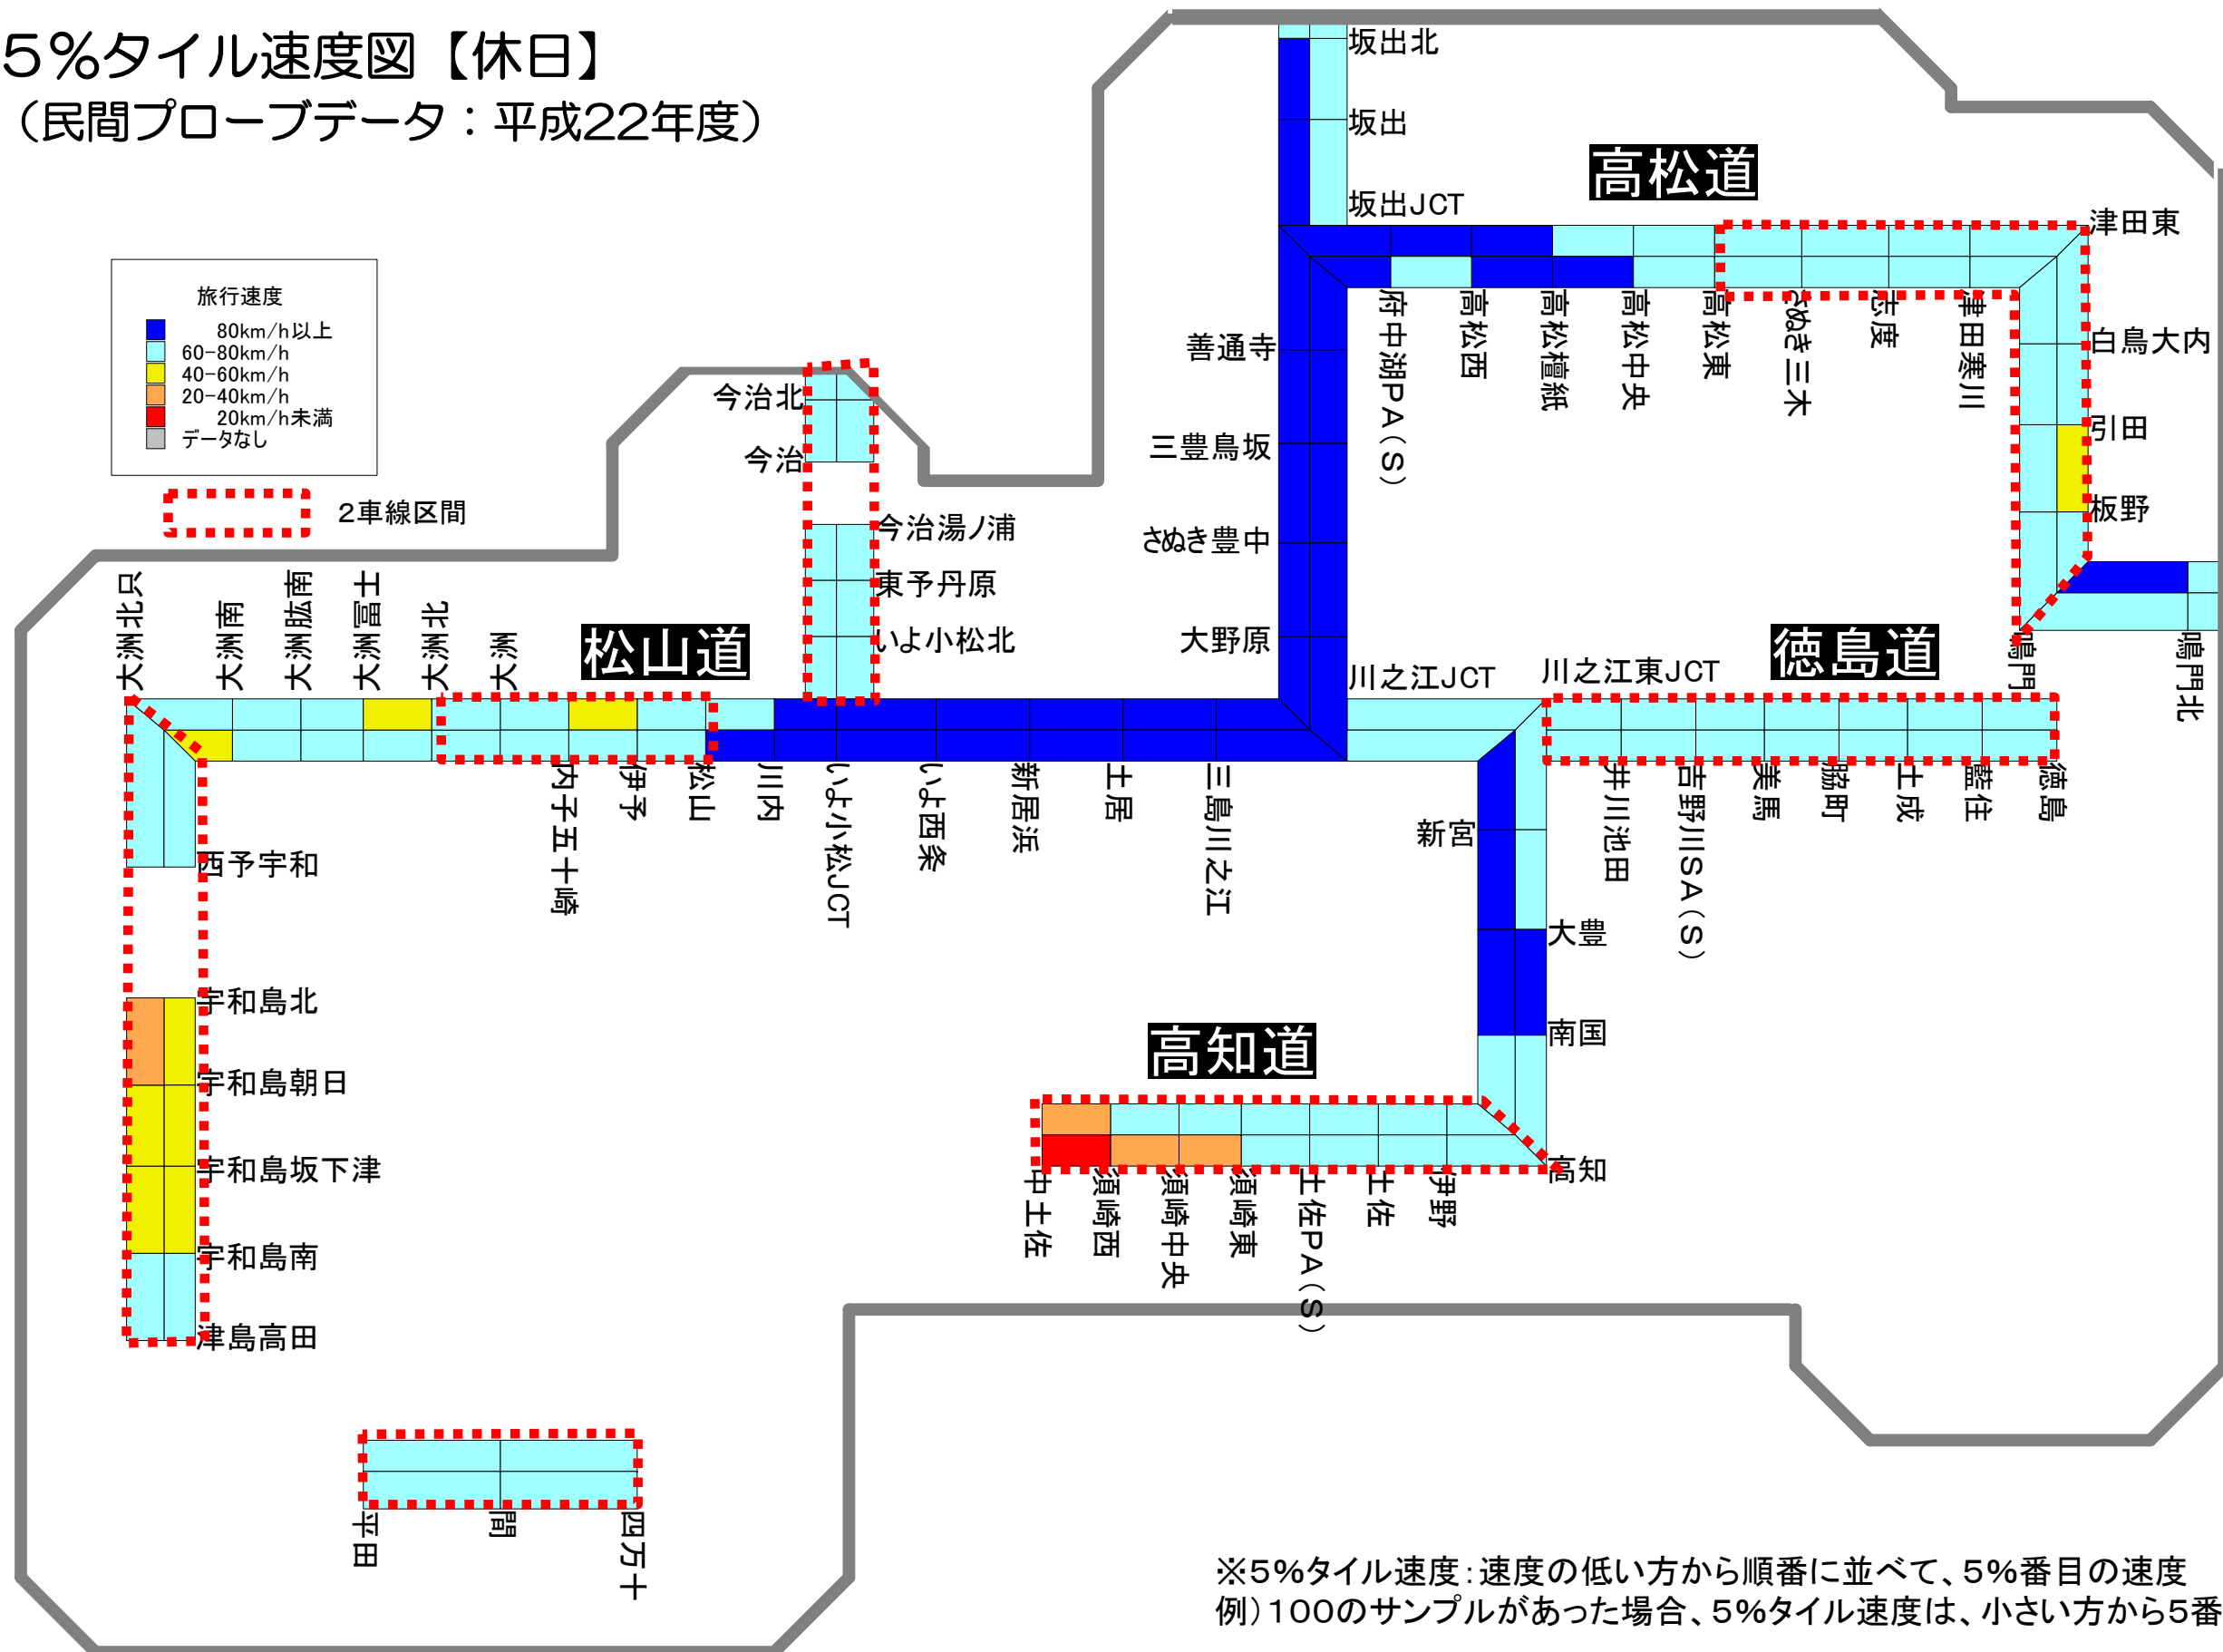 5%タイル速度図【休日】
（民間プローブデータ：平成22年度）
坂出北
坂出
坂出JCT
高松道
津田東
旅行速度
80km/h以上
60-80km/h
40-60km/h
20-40km/h
20km/h未満
データなし
2車線区間
府中湖PA(S)
高松西
高松檀紙
高松中央
高松東
さぬき三木
志度
津田寒川
白鳥大内
引田
板野
善通寺
三豊鳥坂
さぬき豊中
大野原
今治北
今治
今治湯ノ浦
東予丹原
いよ小松北
大洲北只
大洲南
大洲肱南
大洲富士
大洲北
大洲
松山道
川之江JCT
川之江東JCT
徳島道
鳴門
鳴門北
内子五十崎
伊予
松山
川内
いよ小松JCT
いよ西条
新居浜
土居
三島川之江
新宮
井川池田
吉野川SA(S)
美馬
脇町
土成
藍住
徳島
西予宇和
大豊
南国
高知道
宇和島北
宇和島朝日
宇和島坂下津
宇和島南
津島高田
中土佐
須崎西
須崎中央
須崎東
土佐PA(S)
土佐
伊野
高知
平田
間
四万十
※5%タイル速度：速度の低い方から順番に並べて、5%番目の速度
例）100のサンプルがあった場合、5%タイル速度は、小さい方から5番